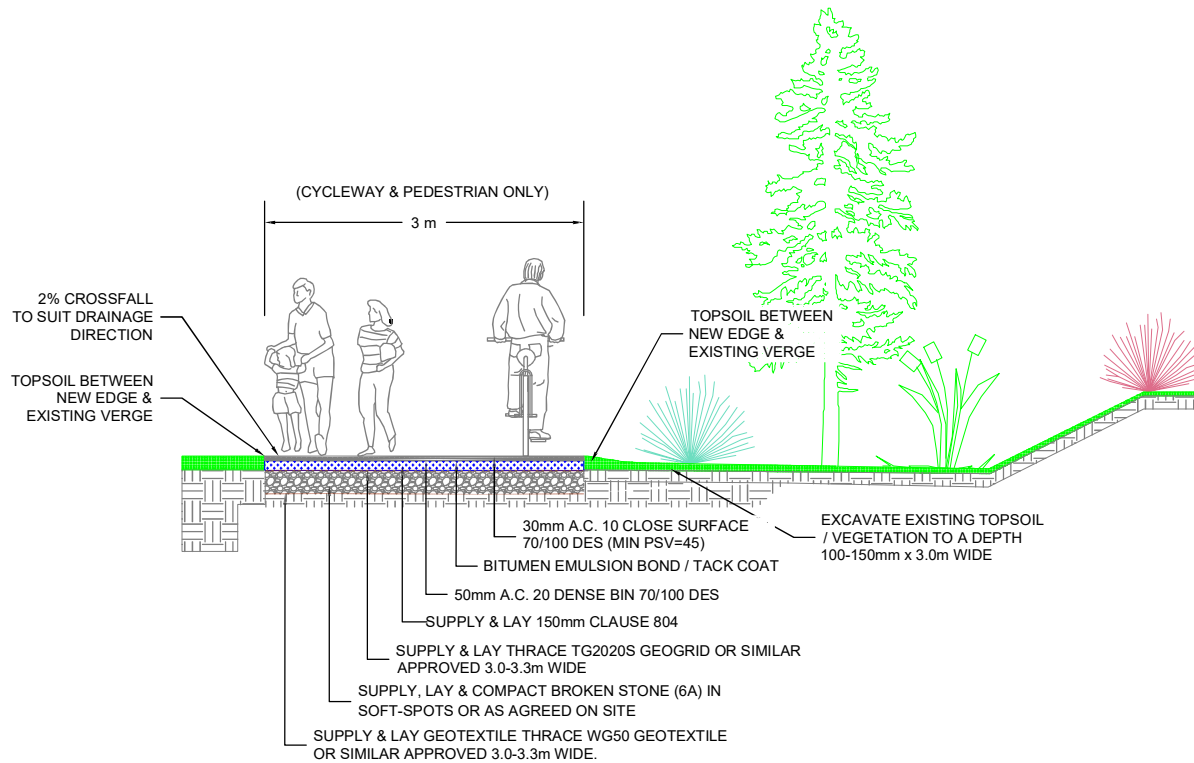 (CYCLEWAY & PEDESTRIAN ONLY)
3 m
2% CROSSFALL
TO SUIT DRAINAGE
DIRECTION
TOPSOIL BETWEEN
NEW EDGE &
EXISTING VERGE
TOPSOIL BETWEEN
NEW EDGE &
EXISTING VERGE
30mm A.C. 10 CLOSE SURFACE
70/100 DES (MIN PSV=45)
BITUMEN EMULSION BOND / TACK COAT
50mm A.C. 20 DENSE BIN 70/100 DES
SUPPLY & LAY 150mm CLAUSE 804
SUPPLY & LAY THRACE TG2020S GEOGRID OR SIMILAR
APPROVED 3.0-3.3m WIDE
SUPPLY, LAY & COMPACT BROKEN STONE (6A) IN
SOFT-SPOTS OR AS AGREED ON SITE
SUPPLY & LAY GEOTEXTILE THRACE WG50 GEOTEXTILE
OR SIMILAR APPROVED 3.0-3.3m WIDE.
EXCAVATE EXISTING TOPSOIL
/ VEGETATION TO A DEPTH
100-150mm x 3.0m WIDE